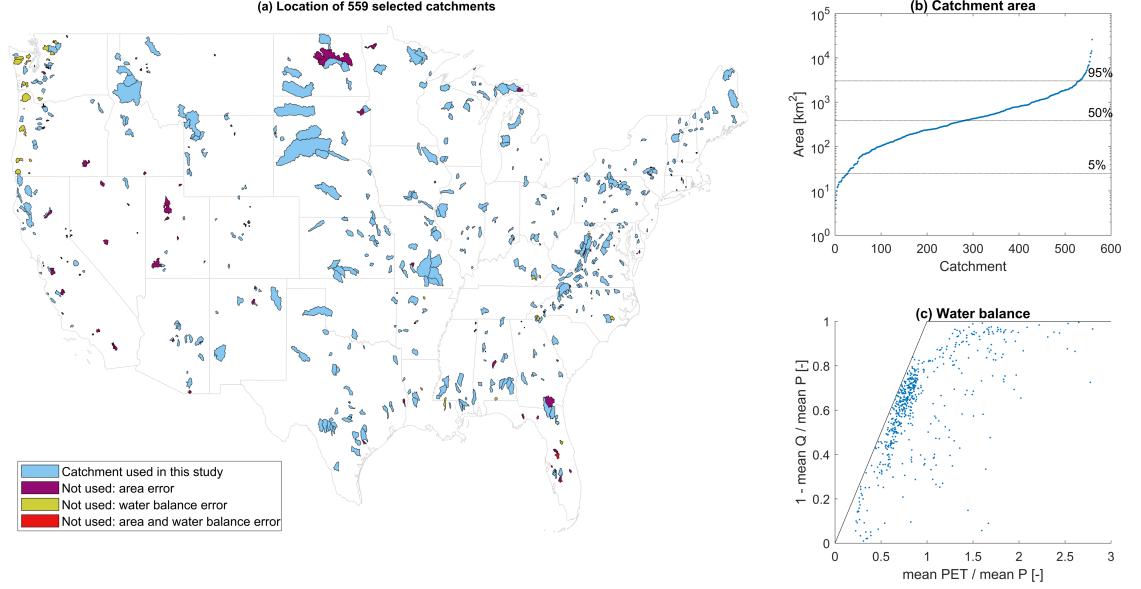 (a) Location of 559 selected catchments
Catchment used in this study
Not used: area error
Not used: water balance error
Not used: area and water balance error
(b) Catchment area
10^5
10^4
10^3
10^2
10^1
10^0
Area [km^2]
95%
50%
5%
0 100 200 300 400 500 600
Catchment
(c) Water balance
1
0.8
0.6
0.4
0.2
0
1 - mean Q / mean P [-]
0 0.5 1 1.5 2 2.5 3
mean PET / mean P [-]